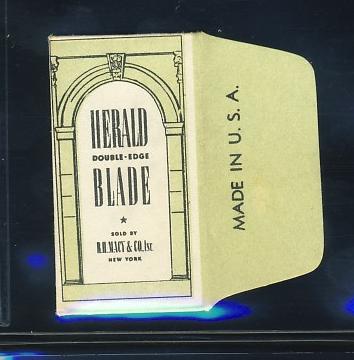 HERALD
DOUBLE-EDGE
BLADE
★
SOLD BY
R.H. MACY & CO., INC.
NEW YORK
MADE IN U. S. A.